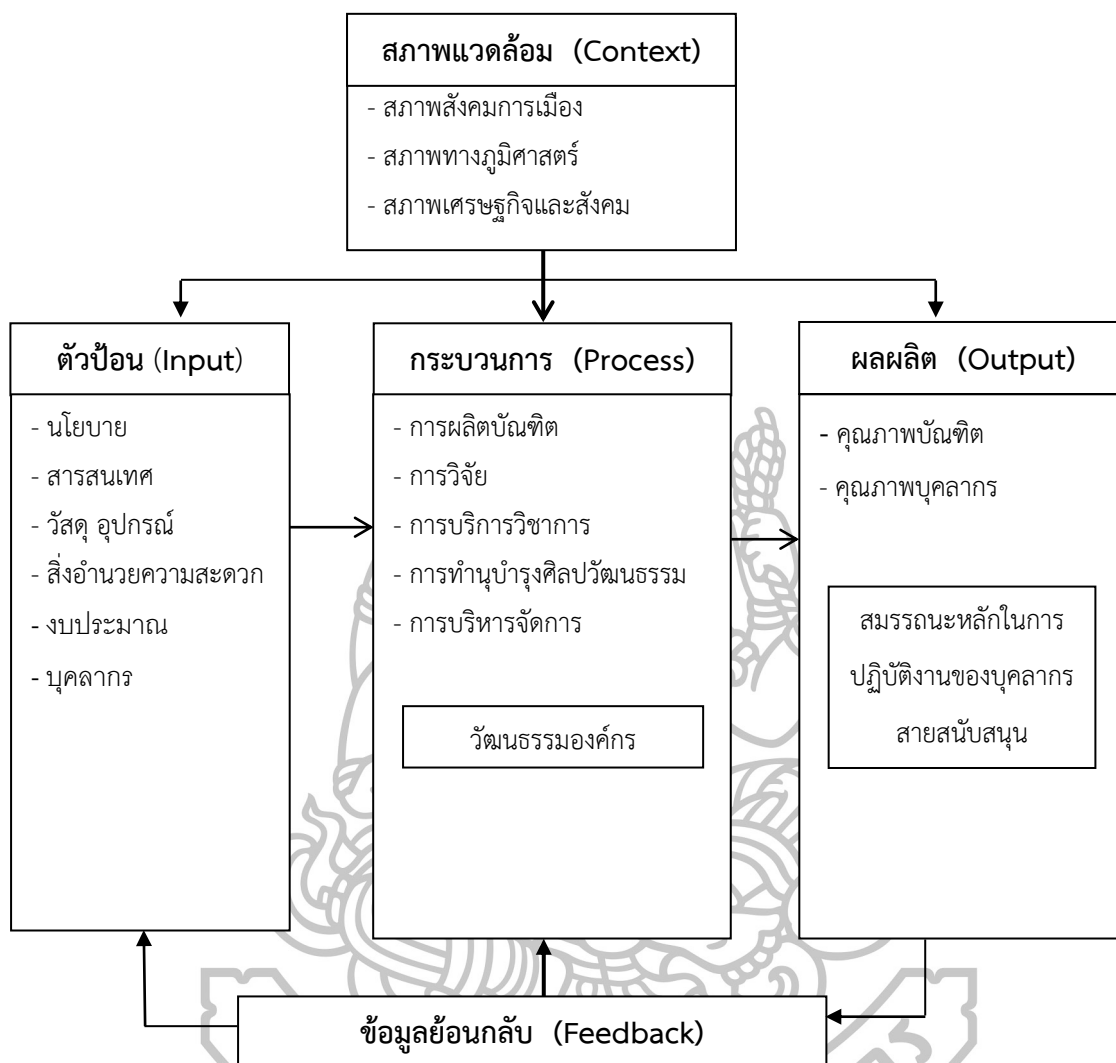 สภาพแวดล้อม (Context)
- สภาพสังคมการเมือง
- สภาพทางภูมิศาสตร์
- สภาพเศรษฐกิจและสังคม
ตัวป้อน (Input)
- นโยบาย
- สารสนเทศ
- วัสดุ อุปกรณ์
- สิ่งอำนวยความสะดวก
- งบประมาณ
- บุคลากร
กระบวนการ (Process)
- การผลิตบัณฑิต
- การวิจัย
- การบริการวิชาการ
- การทำนุบำรุงศิลปวัฒนธรรม
- การบริหารจัดการ
วัฒนธรรมองค์กร
ผลผลิต (Output)
- คุณภาพบัณฑิต
- คุณภาพบุคลากร
สมรรถนะหลักในการ
ปฏิบัติงานของบุคลากร
สายสนับสนุน
ข้อมูลย้อนกลับ (Feedback)